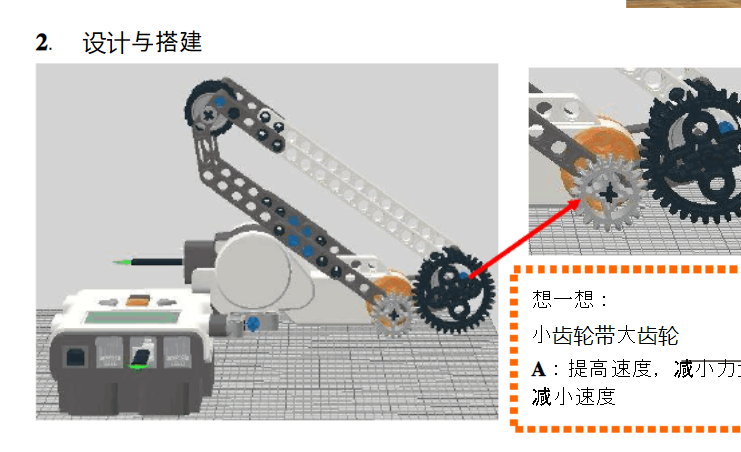 2. 设计与搭建
想一想：
小齿轮带大齿轮
A：提高速度，减小力
减小速度